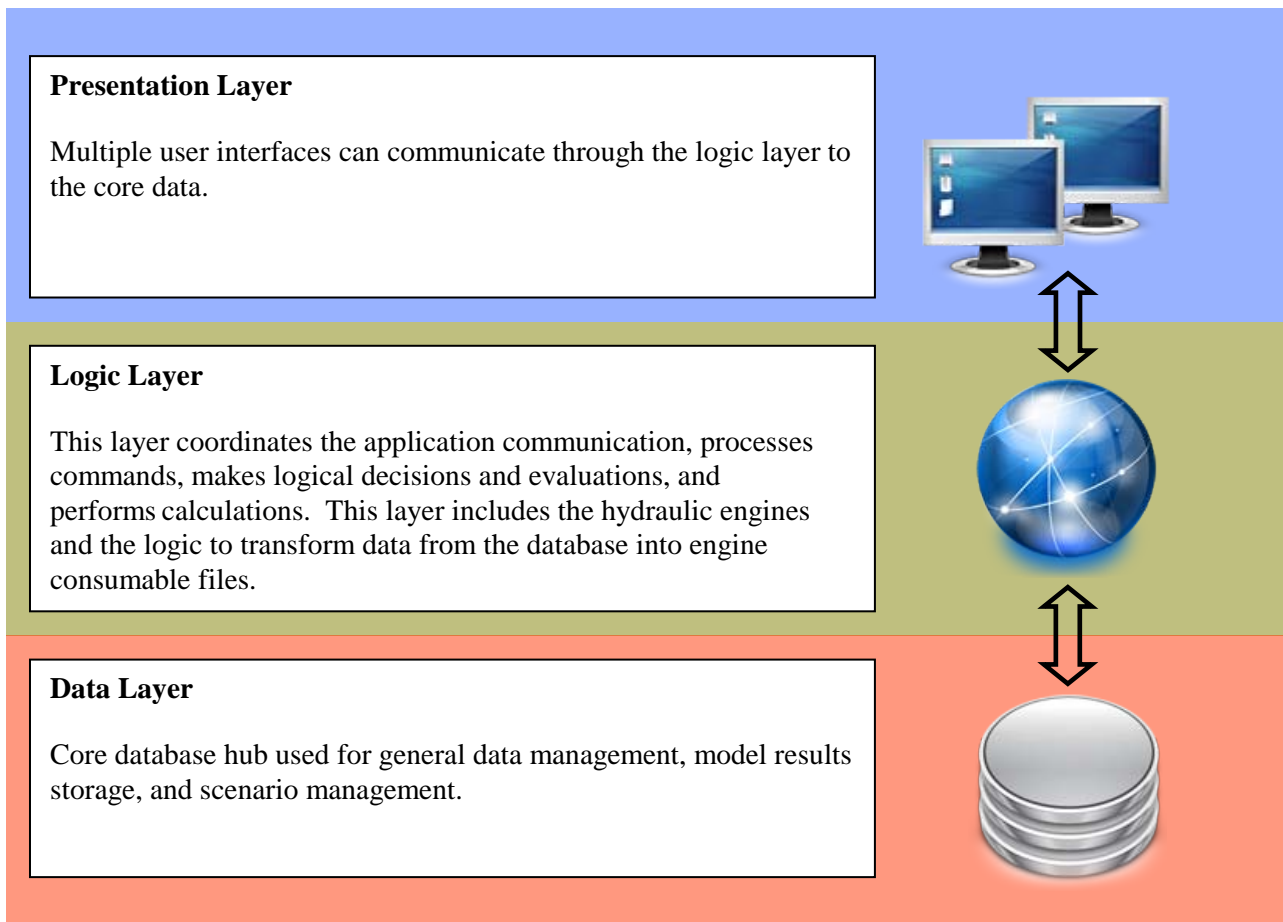 Presentation Layer
Multiple user interfaces can communicate through the logic layer to
the core data.
Logic Layer
This layer coordinates the application communication, processes
commands, makes logical decisions and evaluations, and
performs calculations.  This layer includes the hydraulic engines
and the logic to transform data from the database into engine
consumable files.
Data Layer
Core database hub used for general data management, model results
storage, and scenario management.